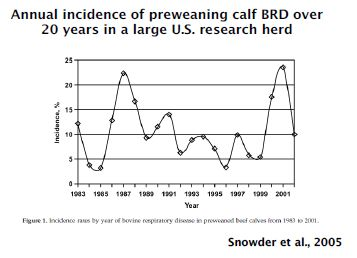 Annual incidence of preweaning calf BRD over
20 years in a large U.S. research herd
25
20
15
10
5
0
Incidence, %
1983 1985 1987 1989 1991 1993 1995 1997 1999 2001
Year
Figure 1. Incidence rates by year of bovine respiratory disease in preweaned beef calves from 1983 to 2001.
Snowder et al., 2005